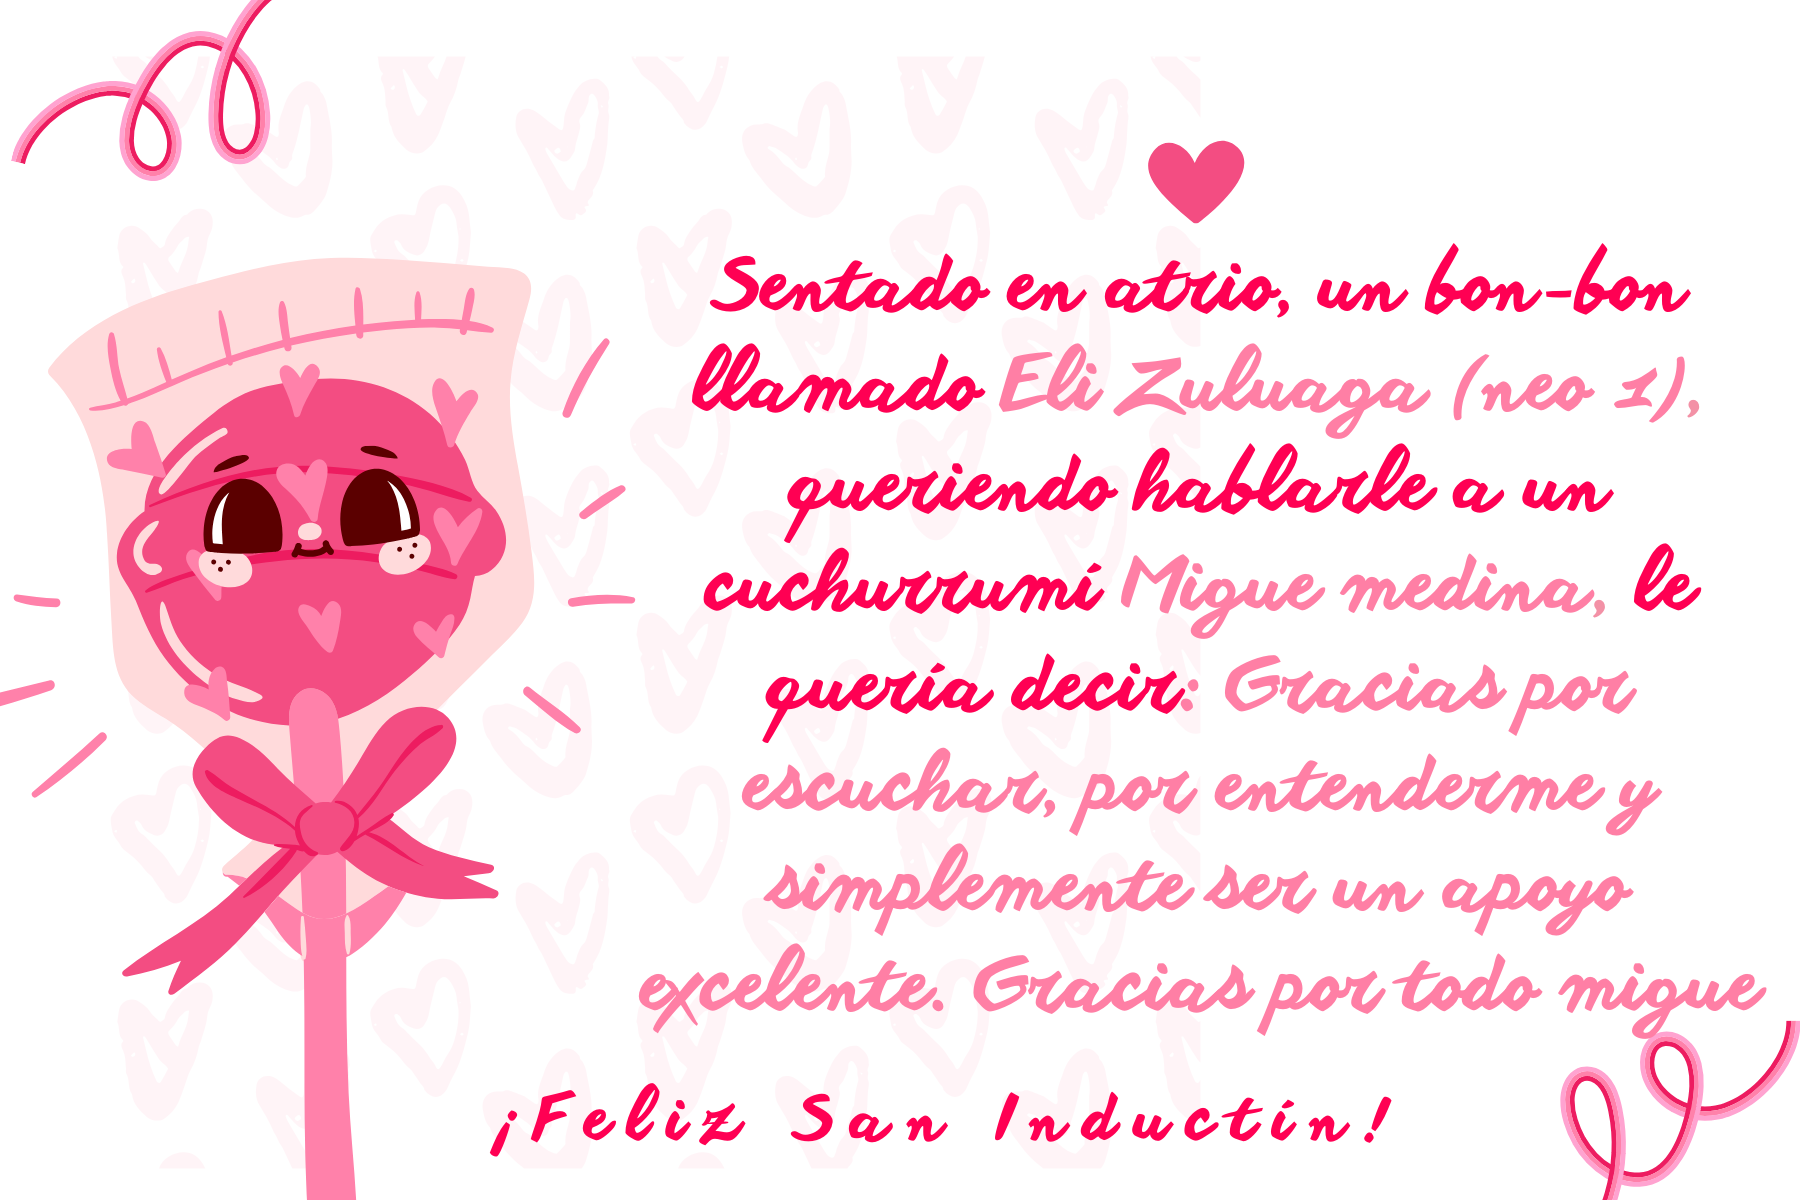 Sentado en atrio, un bon-bon
llamado Eli Zuluaga (neo 1),
queriendo hablarle a un
cuchurrumí Migue medina, le
quería decir: Gracias por
escuchar, por entenderme y
simplemente ser un apoyo
excelente. Gracias por todo migue
¡Feliz San Inductín!